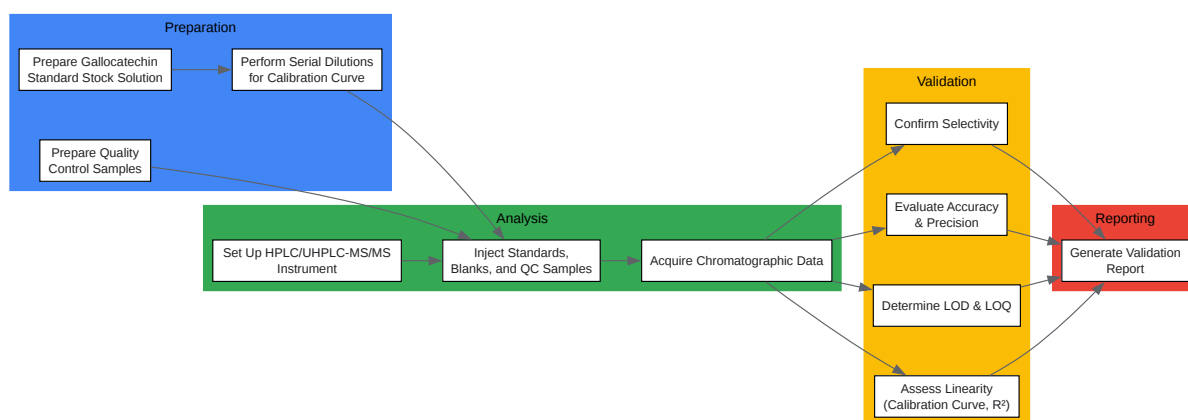 Preparation
Prepare Gallocatechin
Standard Stock Solution
Perform Serial Dilutions
for Calibration Curve
Prepare Quality
Control Samples
Analysis
Set Up HPLC/UHPLC-MS/MS
Instrument
Inject Standards,
Blanks, and QC Samples
Acquire Chromatographic Data
Validation
Confirm Selectivity
Evaluate Accuracy
& Precision
Determine LOD & LOQ
Assess Linearity
(Calibration Curve, R²)
Reporting
Generate Validation
Report